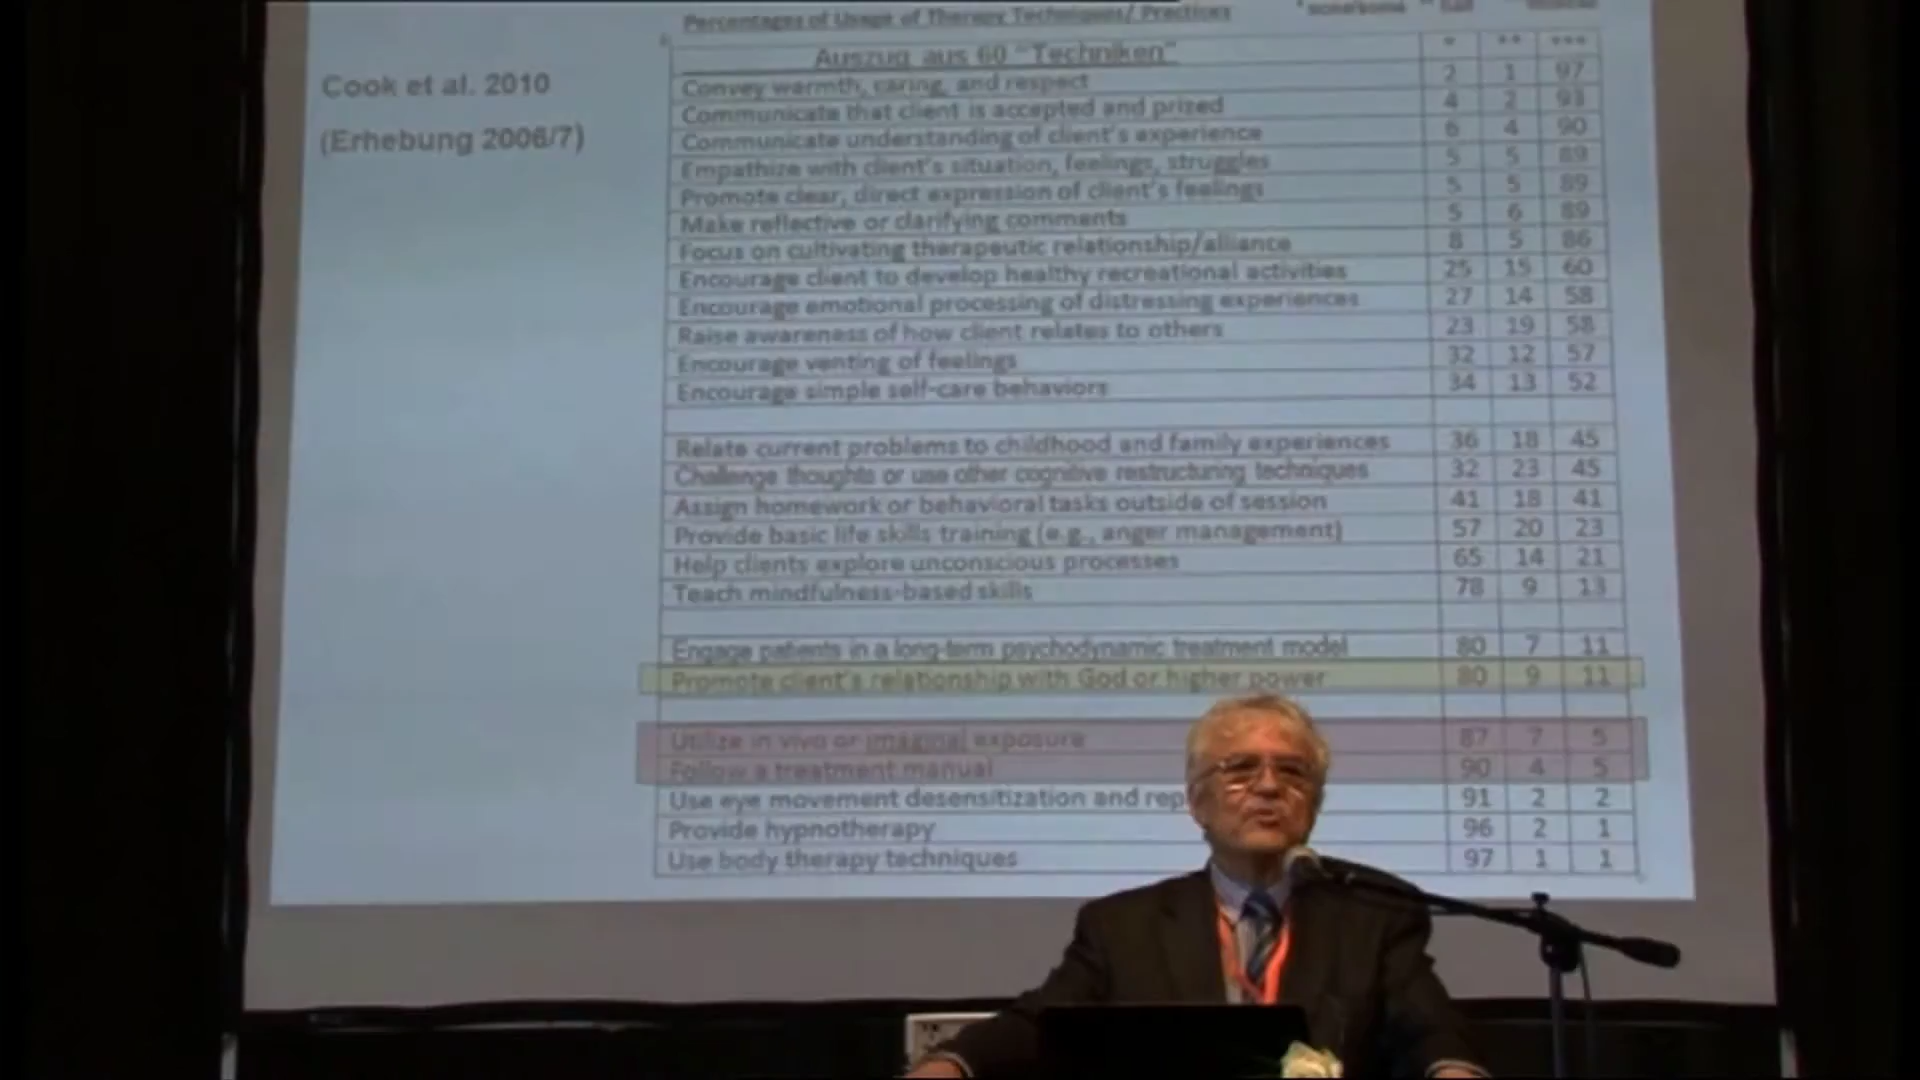 Percentages of Usage of Therapy Techniques/ Practices
Cook et al. 2010
(Erhebung 2006/7)
Auszug aus 60 "Techniken" * ** ***
Convey warmth, caring, and respect 2 1 97
Communicate that client is accepted and prized 4 2 93
Communicate understanding of client's experience 6 4 90
Empathize with client's situation, feelings, struggles 5 5 89
Promote clear, direct expression of client's feelings 5 5 89
Make reflective or clarifying comments 5 6 89
Focus on cultivating therapeutic relationship/alliance 8 5 86
Encourage client to develop healthy recreational activities 25 15 60
Encourage emotional processing of distressing experiences 27 14 58
Raise awareness of how client relates to others 23 19 58
Encourage venting of feelings 32 12 57
Encourage simple self-care behaviors 34 13 52
Relate current problems to childhood and family experiences 36 18 45
Challenge thoughts or use other cognitive restructuring techniques 32 23 45
Assign homework or behavioral tasks outside of session 41 18 41
Provide basic life skills training (e.g., anger management) 57 20 23
Help clients explore unconscious processes 65 14 21
Teach mindfulness-based skills 78 9 13
Engage patients in a long-term psychodynamic treatment model 80 7 11
Promote client's relationship with God or higher power 80 9 11
Utilize in vivo or imaginal exposure 87 7 5
Follow a treatment manual 90 4 5
Use eye movement desensitization and rep 91 2 2
Provide hypnotherapy 96 2 1
Use body therapy techniques 97 1 1